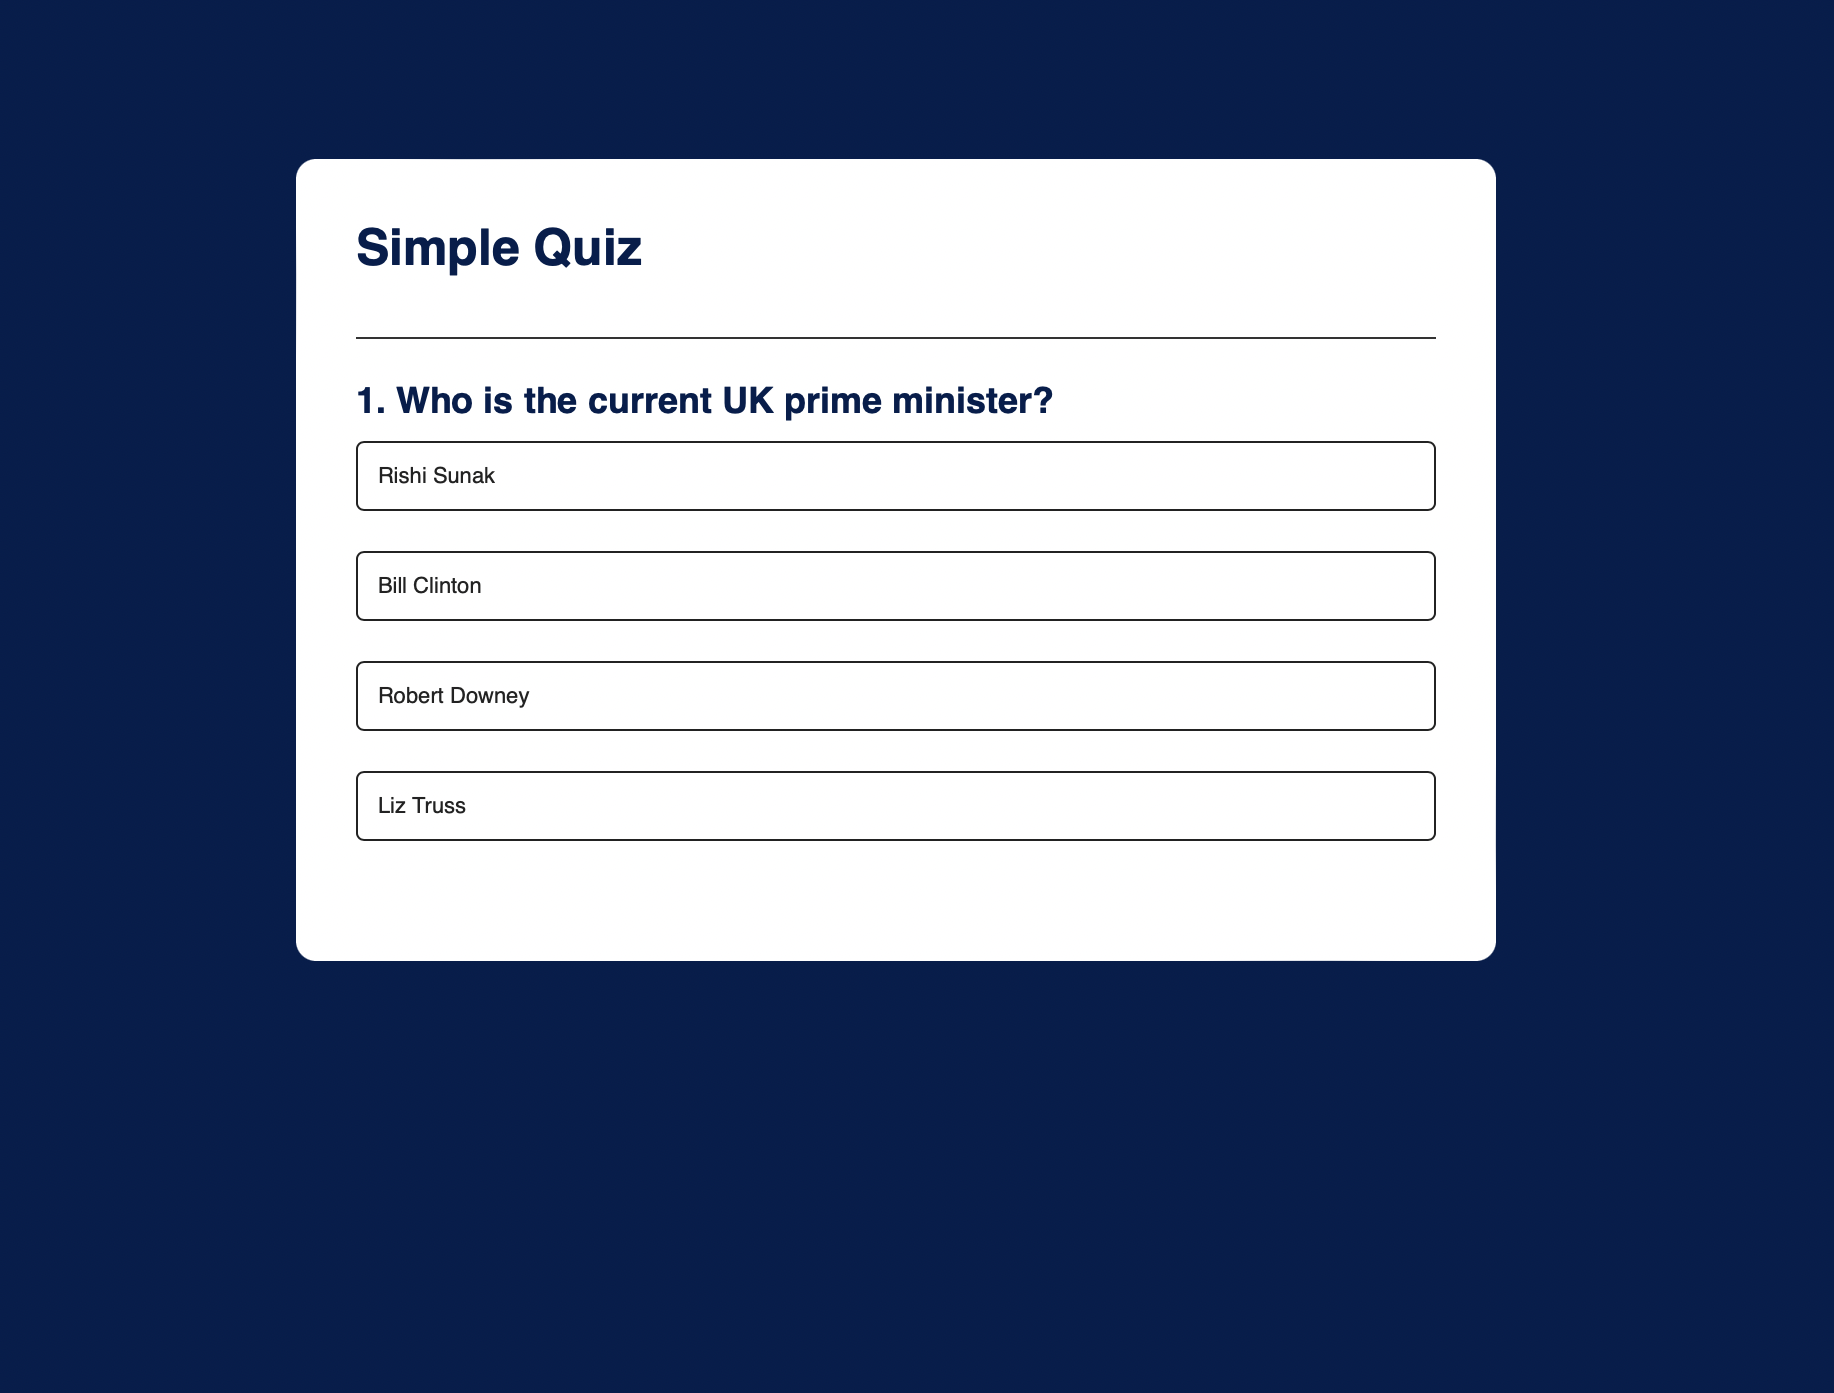 Simple Quiz
1. Who is the current UK prime minister?
Rishi Sunak
Bill Clinton
Robert Downey
Liz Truss